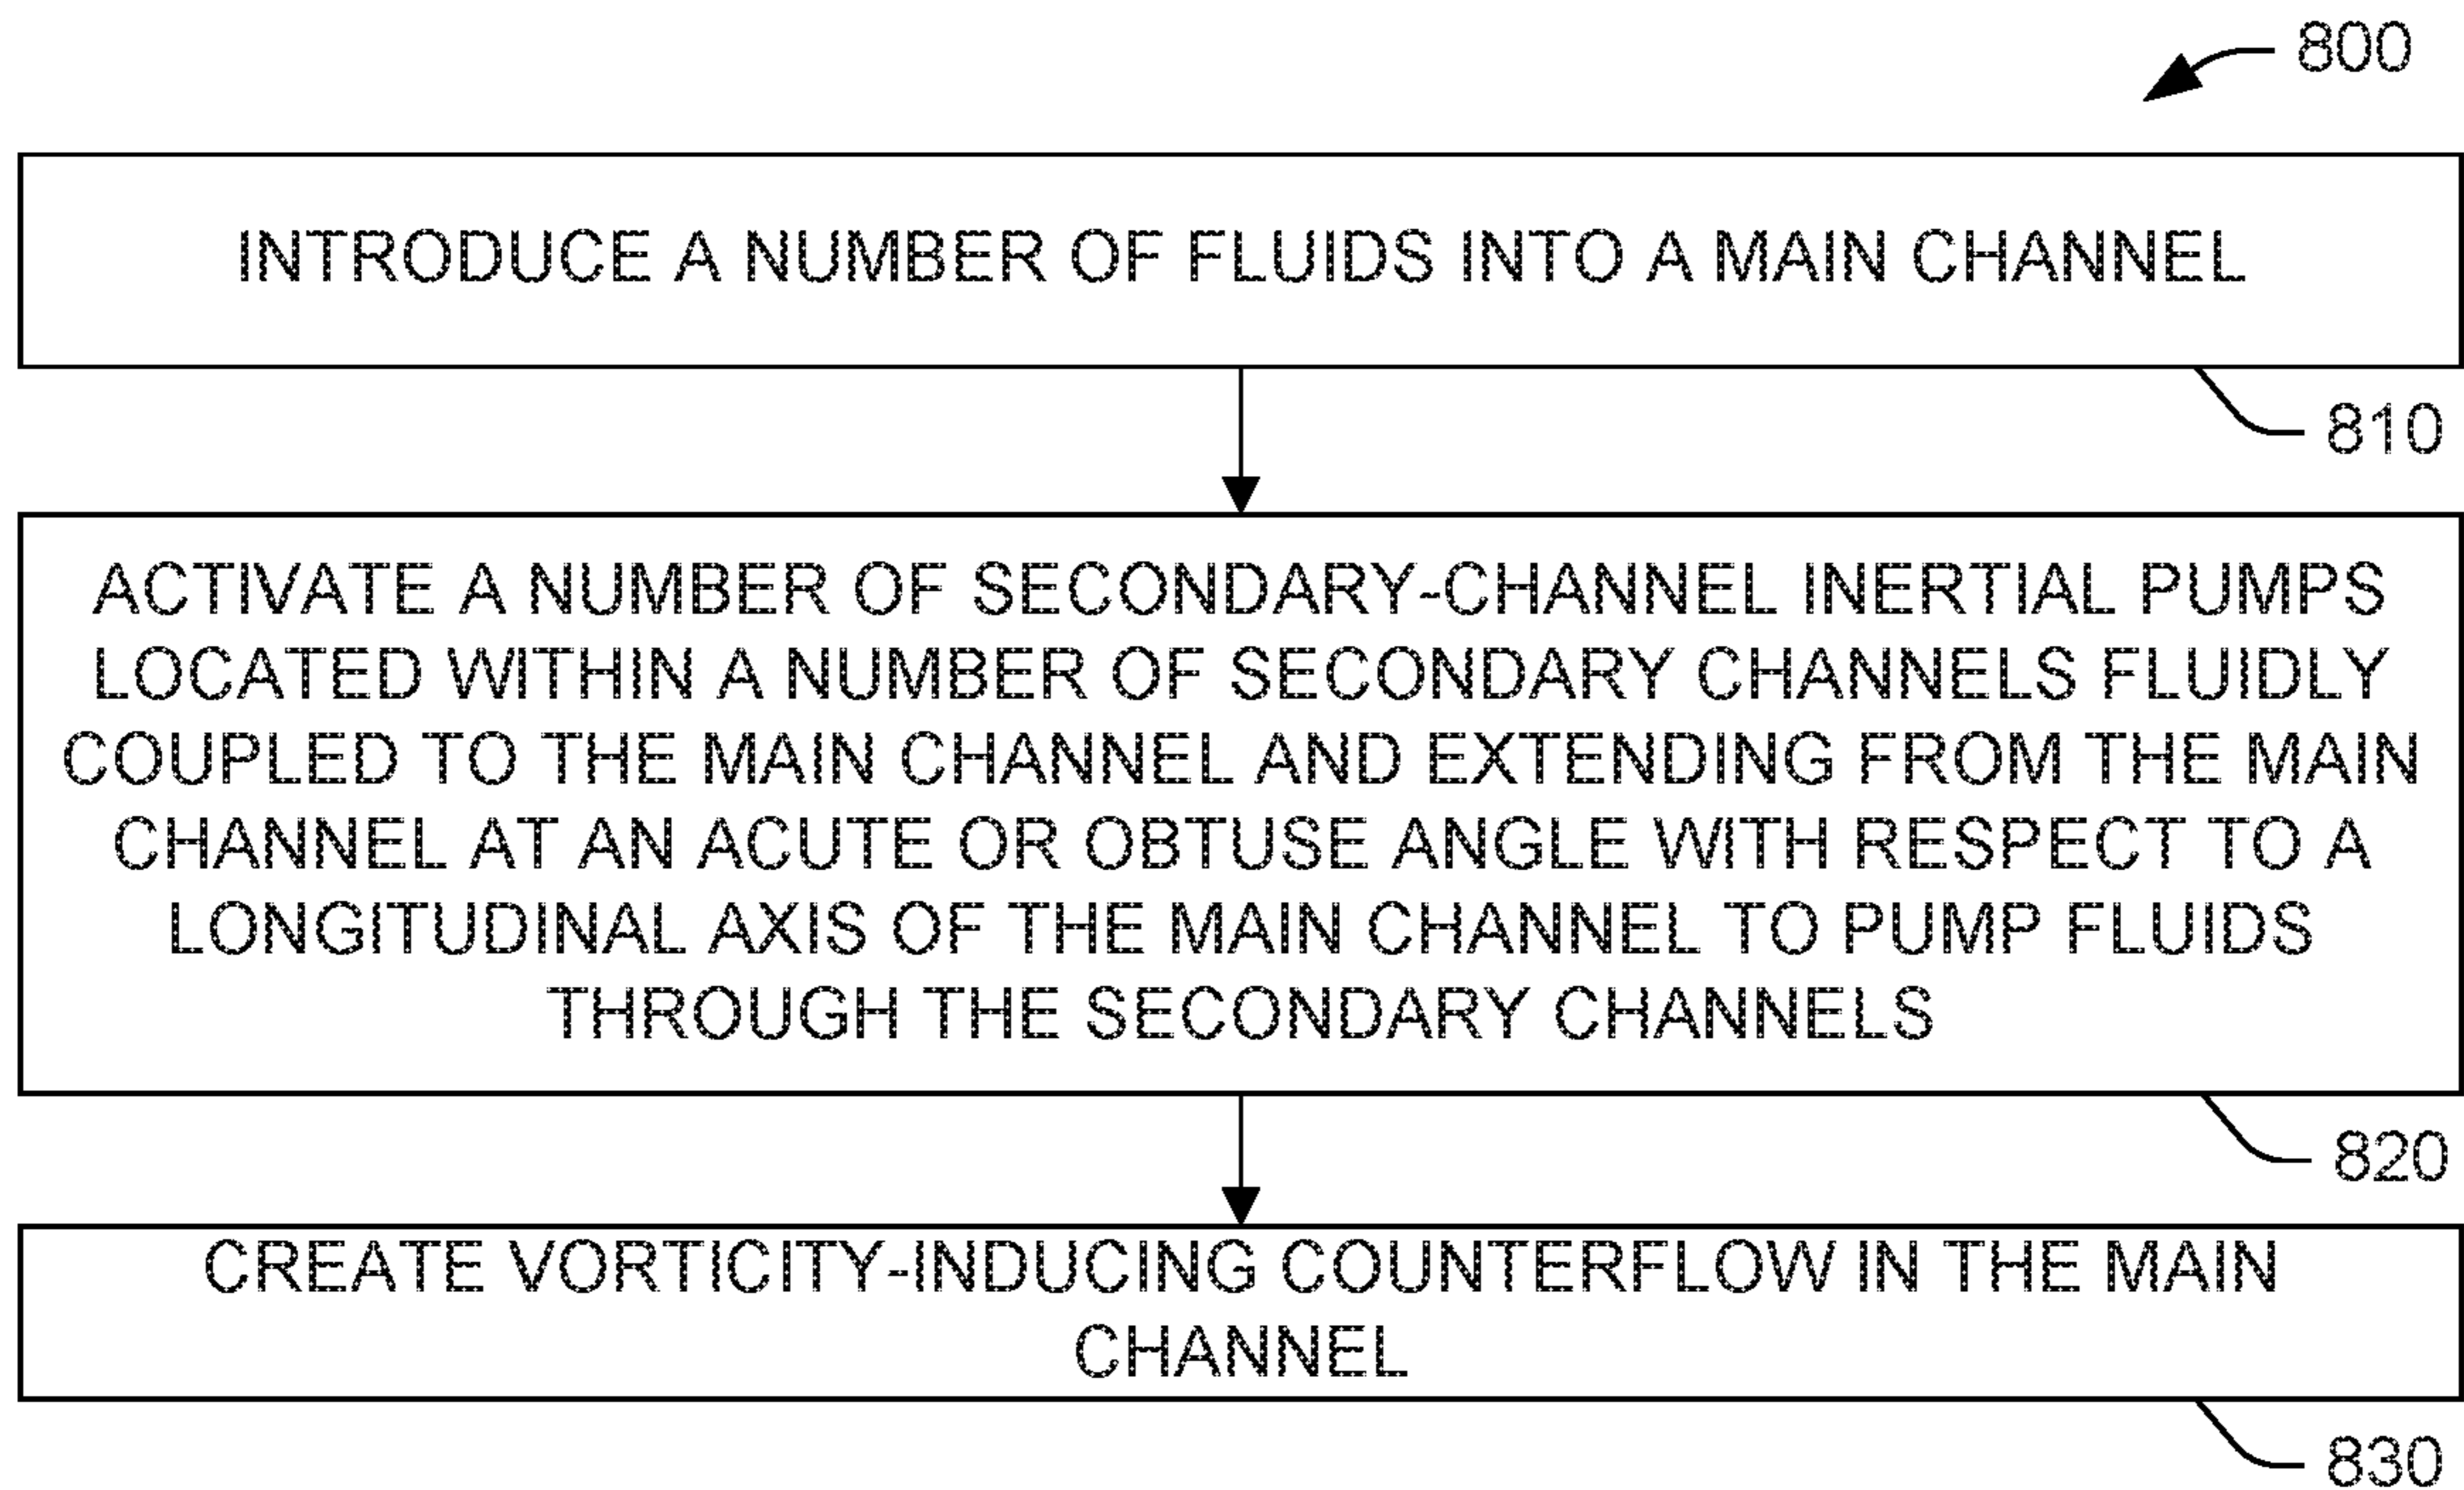 800
INTRODUCE A NUMBER OF FLUIDS INTO A MAIN CHANNEL
810
ACTIVATE A NUMBER OF SECONDARY-CHANNEL INERTIAL PUMPS
LOCATED WITHIN A NUMBER OF SECONDARY CHANNELS FLUIDLY
COUPLED TO THE MAIN CHANNEL AND EXTENDING FROM THE MAIN
CHANNEL AT AN ACUTE OR OBTUSE ANGLE WITH RESPECT TO A
LONGITUDINAL AXIS OF THE MAIN CHANNEL TO PUMP FLUIDS
THROUGH THE SECONDARY CHANNELS
820
CREATE VORTICITY-INDUCING COUNTERFLOW IN THE MAIN
CHANNEL
830